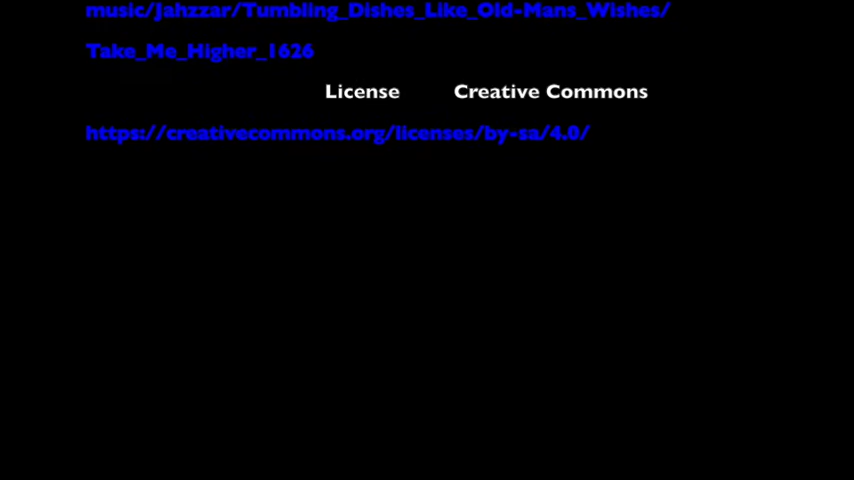 music/Jahzzar/Tumbling_Dishes_Like_Old-Mans_Wishes/
Take_Me_Higher_1626
License Creative Commons
https://creativecommons.org/licenses/by-sa/4.0/